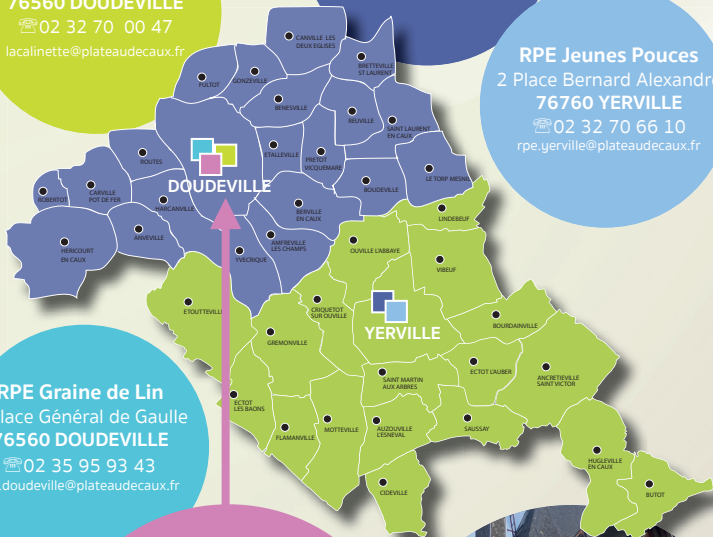 76560 DOUDEVILLE
☏02 32 70 00 47
lacalinette@plateaudecaux.fr
RPE Jeunes Pouces
2 Place Bernard Alexandre
76760 YERVILLE
☏02 32 70 66 10
rpe.yerville@plateaudecaux.fr
CANVILLE LES
DEUX EGLISES
BRETTEVILLE
ST LAURENT
FULTOT
GONZEVILLE
BENESVILLE
REUVILLE
SAINT LAURENT
EN CAUX
ROUTES
ETALLEVILLE
PRETOT
VICQUEMARE
DOUDEVILLE
BOUDEVILLE
LE TORP MESNIL
ROBERTOT
CARVILLE
POT DE FER
HARCANVILLE
BERVILLE
EN CAUX
LINDEBEUF
HERICOURT
EN CAUX
ANVEVILLE
YVECRIQUE
AMFREVILLE
LES CHAMPS
OUVILLE L'ABBAYE
VIBEUF
ETOUTTEVILLE
CRIQUETOT
SUR OUVILLE
YERVILLE
BOURDAINVILLE
GREMONVILLE
ECTOT L'AUBER
ANCRETIEVILLE
SAINT VICTOR
SAINT MARTIN
AUX ARBRES
ECTOT
LES BAONS
FLAMANVILLE
MOTTEVILLE
AUZOUVILLE
L'ESNEVAL
SAUSSAY
HUGLEVILLE
EN CAUX
CIDEVILLE
BUTOT
RPE Graine de Lin
Place Général de Gaulle
76560 DOUDEVILLE
☏02 35 95 93 43
.doudeville@plateaudecaux.fr